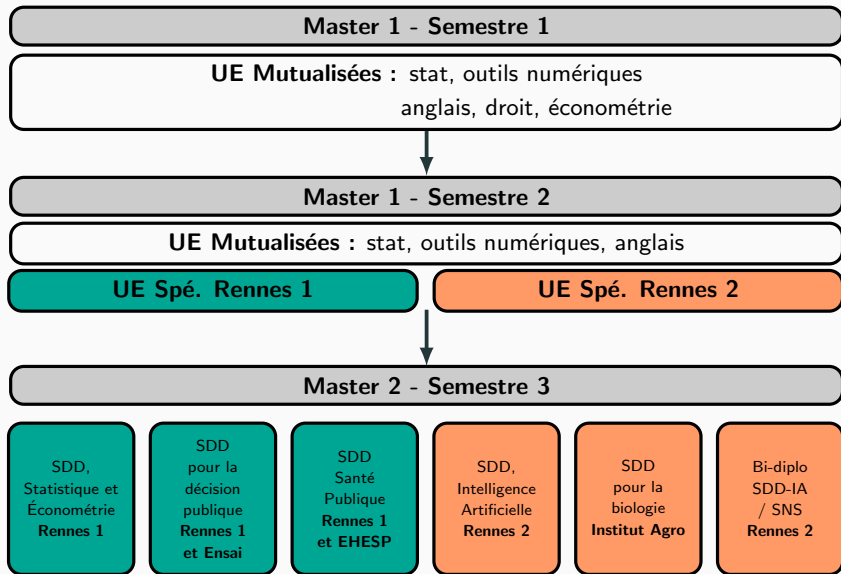 Master 1 - Semestre 1
UE Mutualisées : stat, outils numériques
anglais, droit, économétrie
Master 1 - Semestre 2
UE Mutualisées : stat, outils numériques, anglais
UE Spé. Rennes 1
UE Spé. Rennes 2
Master 2 - Semestre 3
SDD,
Statistique et
Économétrie
Rennes 1
SDD
pour la
décision
publique
Rennes 1
et Ensai
SDD
Santé
Publique
Rennes 1
et EHESP
SDD,
Intelligence
Artificielle
Rennes 2
SDD
pour la
biologie
Institut Agro
Bi-diplo
SDD-IA
/ SNS
Rennes 2